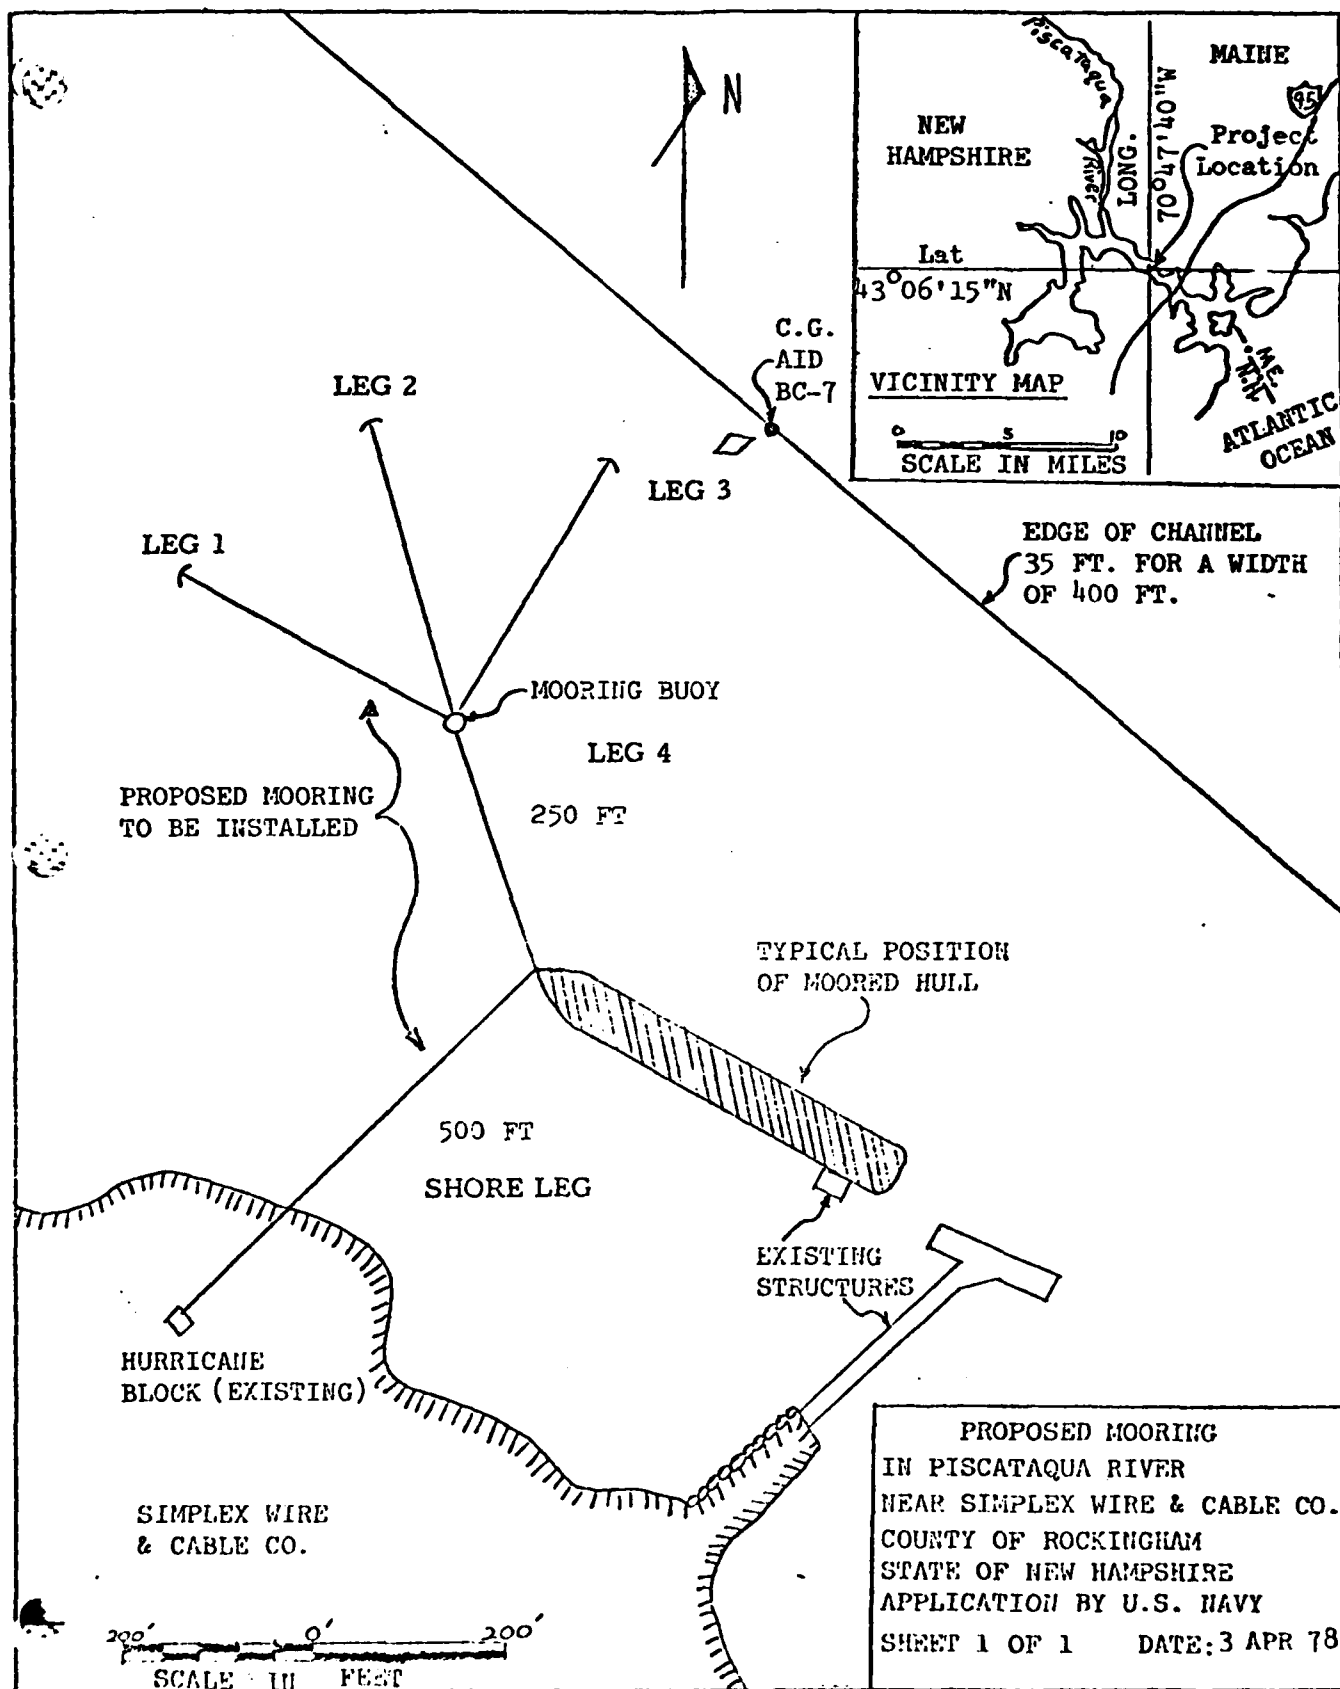 N
Piscataqua
River
NEW
HAMPSHIRE
MAINE
95
LONG.
70°47'40"W
Project
Location
Lat
43°06'15"N
VICINITY MAP
0 5 10
SCALE IN MILES
ME.
N.H.
ATLANTIC
OCEAN
C.G.
AID
BC-7
LEG 2
LEG 3
LEG 1
EDGE OF CHANNEL
35 FT. FOR A WIDTH
OF 400 FT.
MOORING BUOY
LEG 4
250 FT
PROPOSED MOORING
TO BE INSTALLED
TYPICAL POSITION
OF MOORED HULL
500 FT
SHORE LEG
EXISTING
STRUCTURES
HURRICANE
BLOCK (EXISTING)
SIMPLEX WIRE
& CABLE CO.
200' 0' 200'
SCALE IN FEET
PROPOSED MOORING
IN PISCATAQUA RIVER
NEAR SIMPLEX WIRE & CABLE CO.
COUNTY OF ROCKINGHAM
STATE OF NEW HAMPSHIRE
APPLICATION BY U.S. NAVY
SHEET 1 OF 1 DATE: 3 APR 78